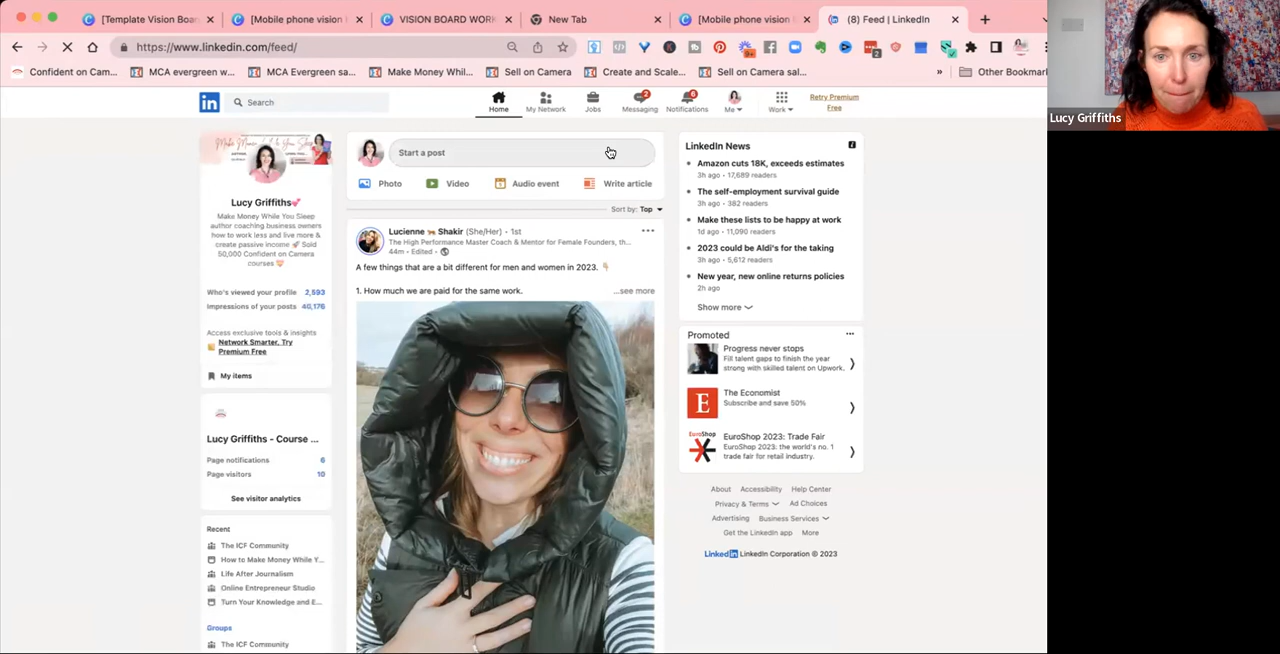 [Template Vision Boar
[Mobile phone vision
VISION BOARD WORK
New Tab
[Mobile phone vision
(8) Feed | LinkedIn
https://www.linkedin.com/feed/
9+
2
Confident on Cam...
MCA evergreen w...
MCA Evergreen sa...
Make Money Whil...
Sell on Camera
Create and Scale...
Sell on Camera sal...
»
Other Bookmar
Lucy Griffiths
in
Search
Home
My Network
Jobs
2
Messaging
6
Notifications
Me
Work
Retry Premium
Free
Make Money While You Sleep
Lucy Griffiths
Make Money While You Sleep
author coaching business owners
how to work less and live more &
create passive income
Sold
50,000 Confident on Camera
courses
Who's viewed your profile 2,593
Impressions of your posts 40,176
Access exclusive tools & insights
Network Smarter, Try
Premium Free
My items
Lucy Griffiths - Course ...
Page notifications 6
Page visitors 10
See visitor analytics
Recent
The ICF Community
How to Make Money While Y...
Life After Journalism
Online Entrepreneur Studio
Turn Your Knowledge and E...
Groups
The ICF Community
Start a post
Photo
Video
Audio event
Write article
Sort by: Top
Lucienne Shakir (She/Her) • 1st
The High Performance Master Coach & Mentor for Female Founders, th...
44m • Edited •
A few things that are a bit different for men and women in 2023.
1. How much we are paid for the same work.
...see more
LinkedIn News
Amazon cuts 18K, exceeds estimates
3h ago • 17,689 readers
The self-employment survival guide
3h ago • 382 readers
Make these lists to be happy at work
1d ago • 11,090 readers
2023 could be Aldi's for the taking
3h ago • 5,612 readers
New year, new online returns policies
2h ago
Show more
Promoted
Progress never stops
Fill talent gaps to finish the year
strong with skilled talent on Upwork.
E
The Economist
Subscribe and save 50%
EuroShop
EuroShop 2023: Trade Fair
EuroShop 2023: the world's no. 1
trade fair for retail industry.
About Accessibility Help Center
Privacy & Terms Ad Choices
Advertising Business Services
Get the LinkedIn app More
LinkedIn LinkedIn Corporation © 2023